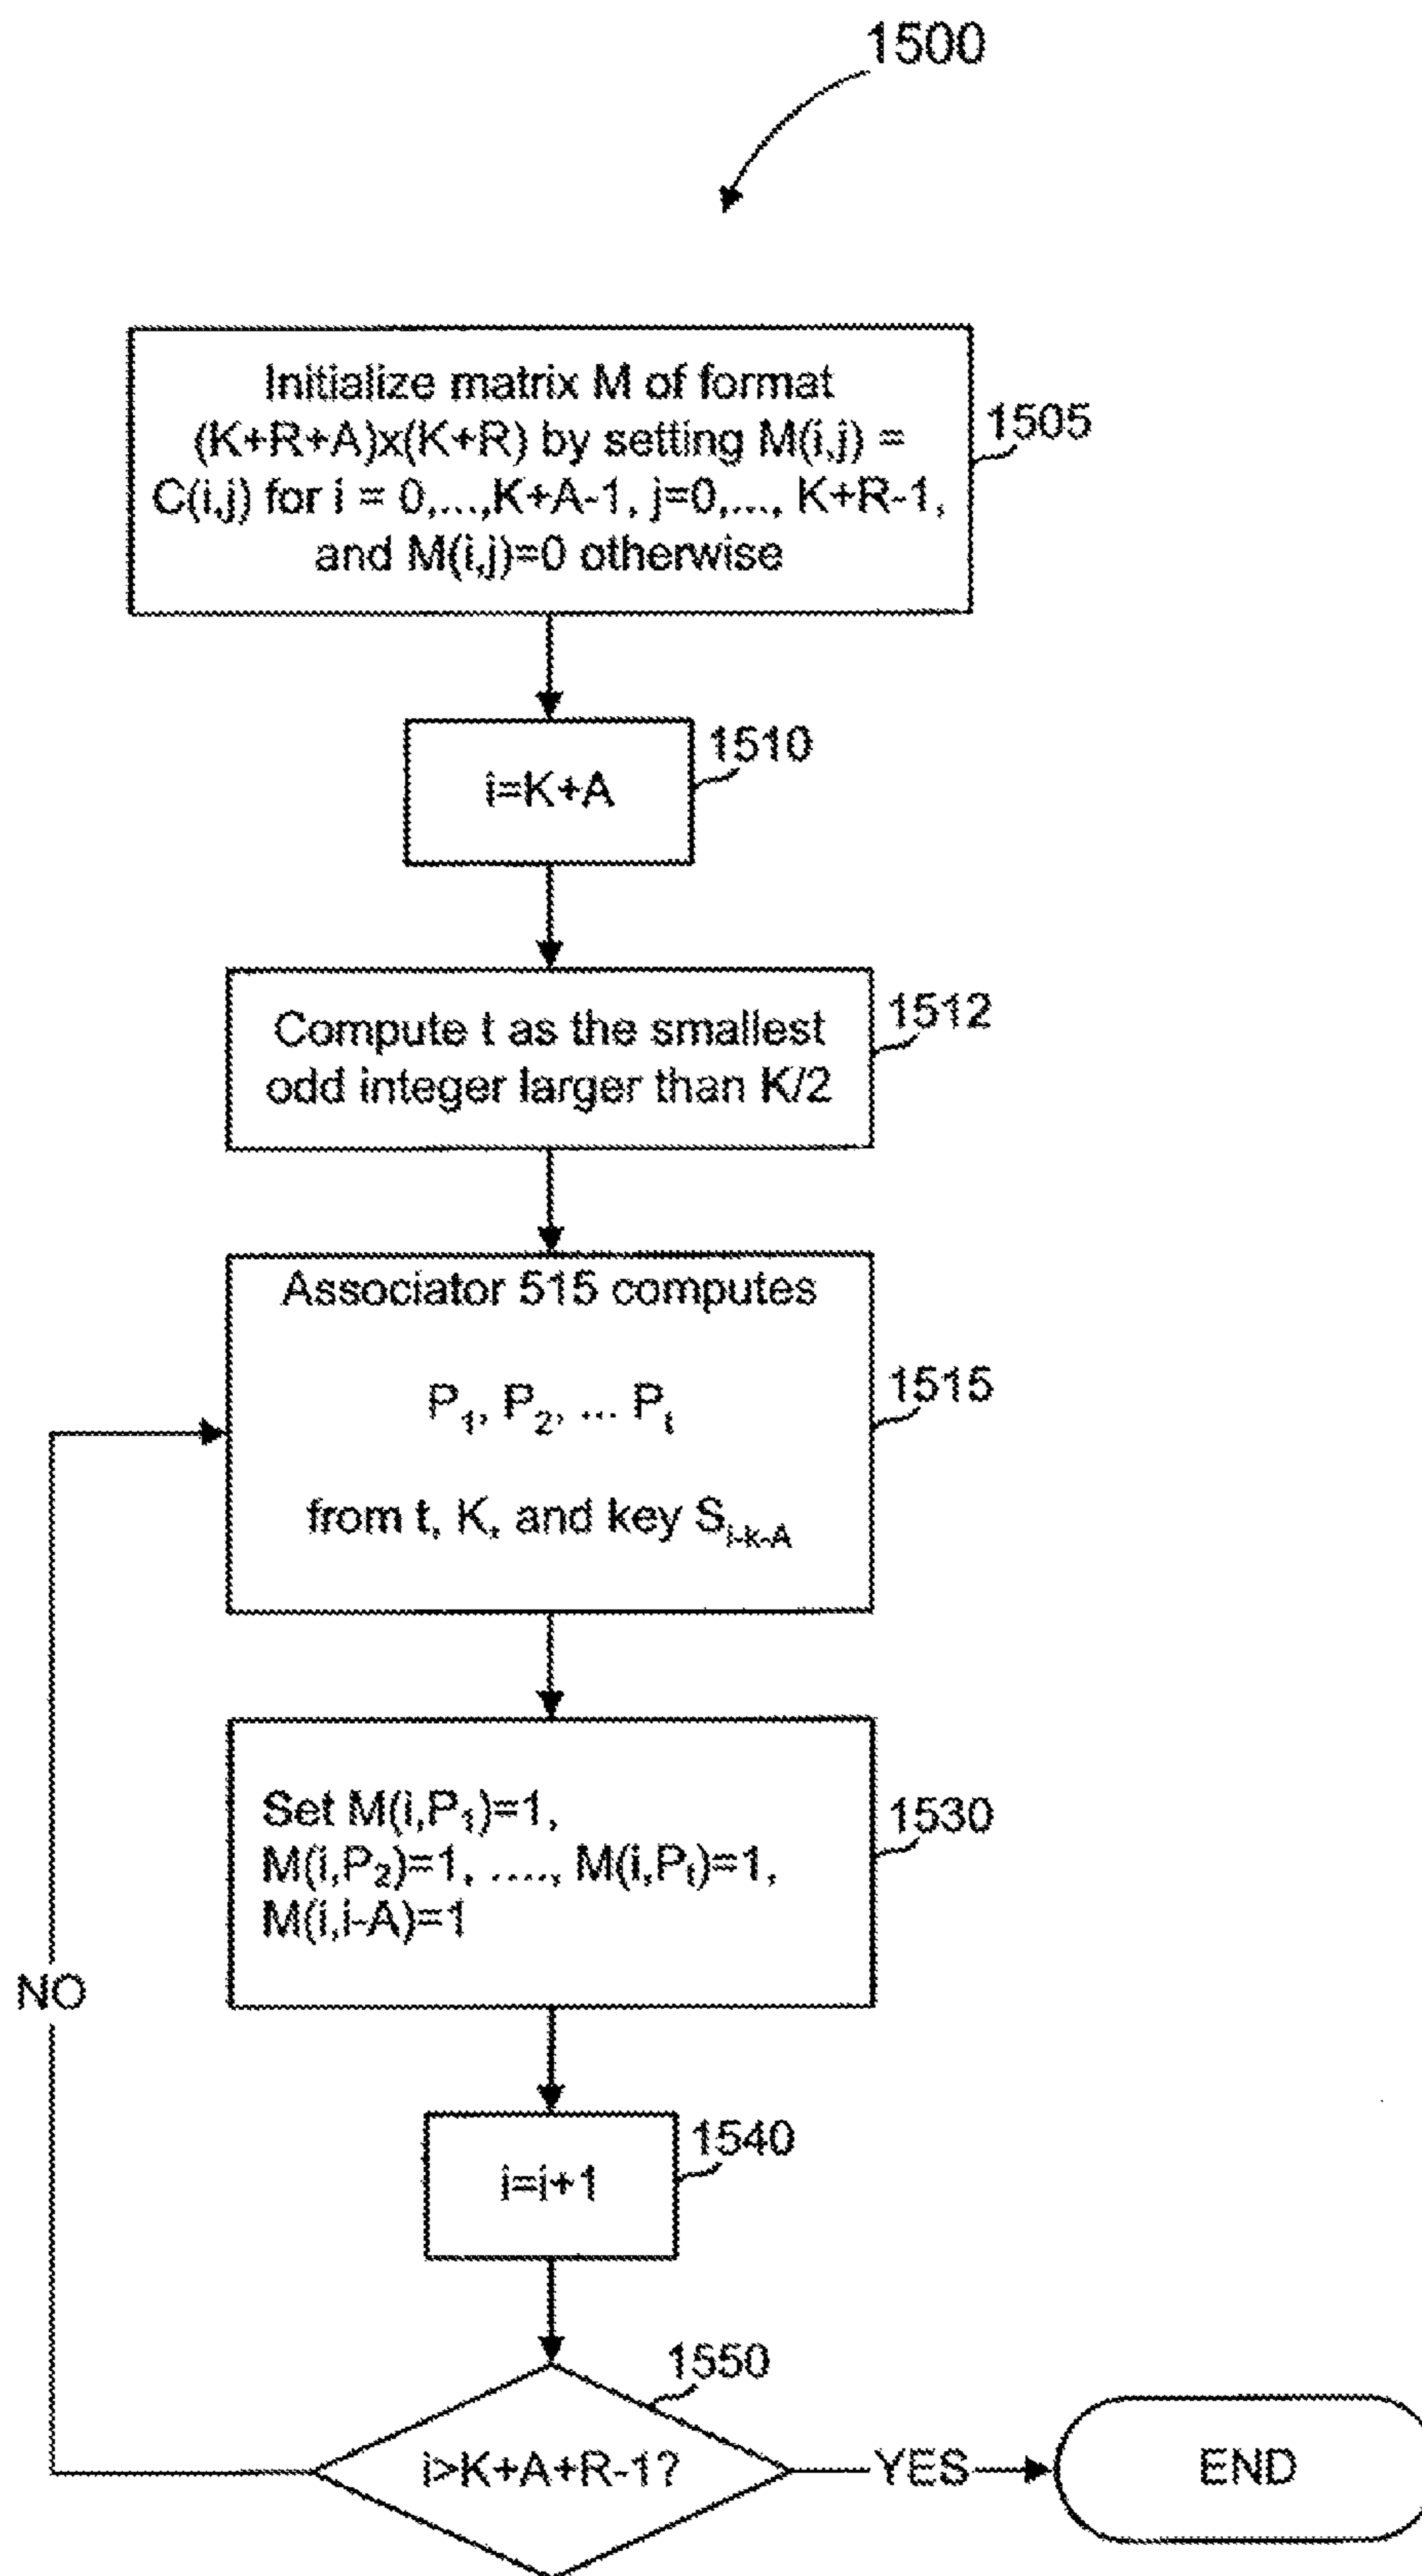 1500
Initialize matrix M of format
(K+R+A)x(K+R) by setting M(i,j) =
C(i,j) for i = 0,...,K+A-1, j=0,..., K+R-1,
and M(i,j)=0 otherwise
1505
i=K+A
1510
Compute t as the smallest
odd integer larger than K/2
1512
Associator 515 computes
P₁, P₂, ... Pₜ
from t, K, and key Sᵢ₋ₖ₋A
1515
Set M(i,P₁)=1,
M(i,P₂)=1, ...., M(i,Pₜ)=1,
M(i,i-A)=1
1530
NO
i=i+1
1540
1550
i>K+A+R-1?
YES
END